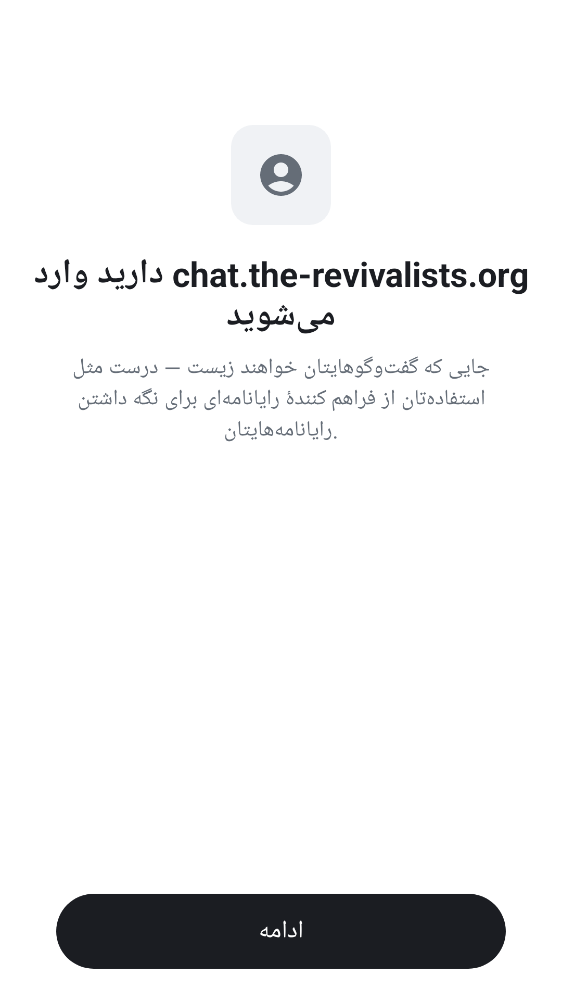 chat.the-revivalists.org دارید وارد
می‌شوید
جایی که گفت‌وگوهایتان خواهند زیست — درست مثل
استفاده‌تان از فراهم کنندهٔ رایانامه‌ای برای نگه داشتن
رایانامه‌هایتان.
ادامه